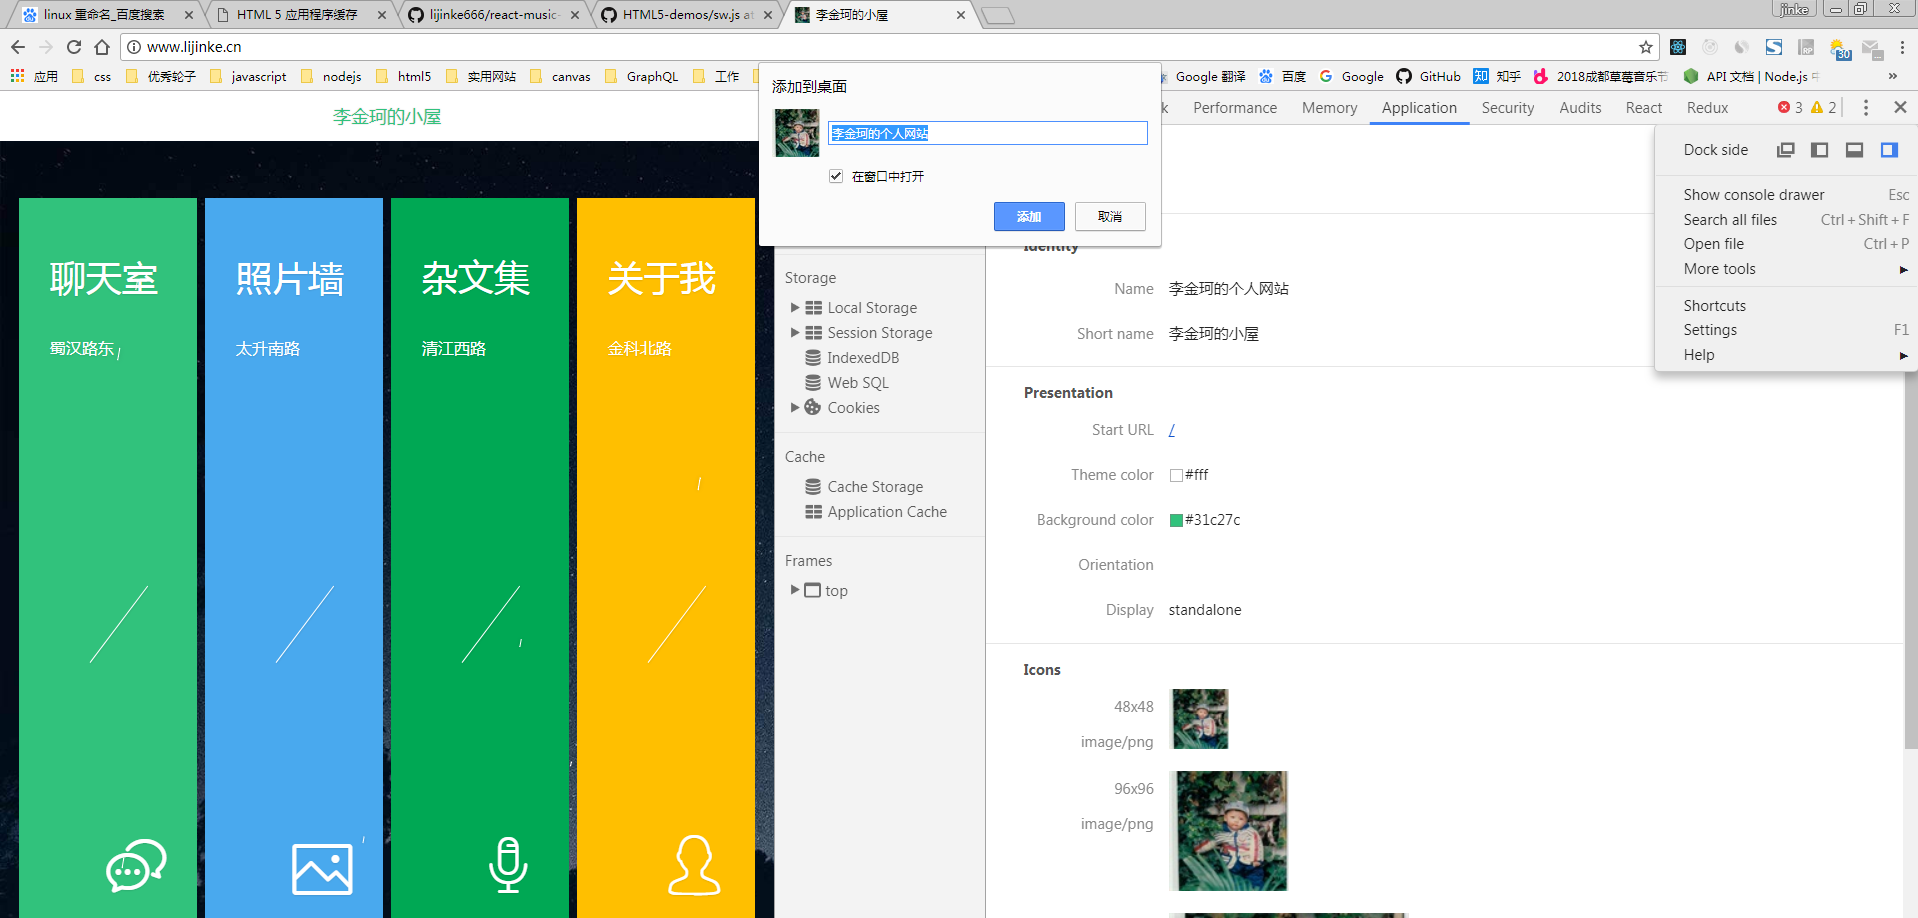 linux 重命名_百度搜索
HTML 5 应用程序缓存
lijinke666/react-music-
HTML5-demos/sw.js at
李金珂的小屋
jinke
www.lijinke.cn
30
应用
css
优秀轮子
javascript
nodejs
html5
实用网站
canvas
GraphQL
工作
Google 翻译
百度
Google
GitHub
知 知乎
2018成都草莓音乐节
API 文档 | Node.js
»
李金珂的小屋
添加到桌面
李金珂的个人网站
在窗口中打开
添加
取消
k
Performance
Memory
Application
Security
Audits
React
Redux
3
2
Dock side
Show console drawer Esc
Search all files Ctrl + Shift + F
Open file Ctrl + P
More tools
Shortcuts
Settings F1
Help
聊天室
蜀汉路东
照片墙
太升南路
杂文集
清江西路
关于我
金科北路
Storage
Local Storage
Session Storage
IndexedDB
Web SQL
Cookies
Cache
Cache Storage
Application Cache
Frames
top
Identity
Name 李金珂的个人网站
Short name 李金珂的小屋
Presentation
Start URL /
Theme color #fff
Background color #31c27c
Orientation
Display standalone
Icons
48x48
image/png
96x96
image/png